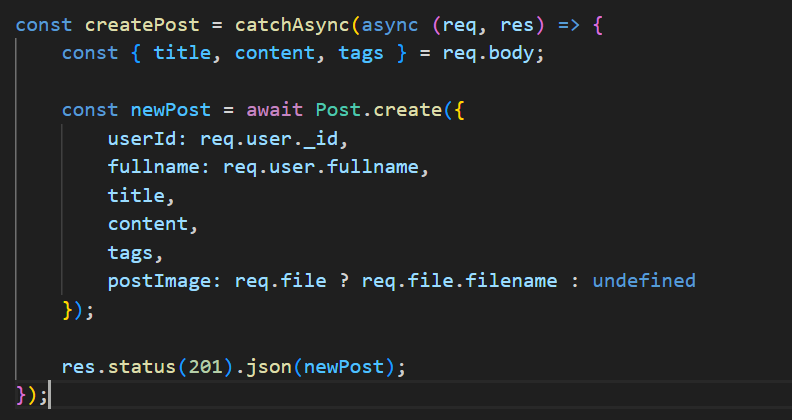 const createPost = catchAsync(async (req, res) => {
    const { title, content, tags } = req.body;

    const newPost = await Post.create({
        userId: req.user._id,
        fullname: req.user.fullname,
        title,
        content,
        tags,
        postImage: req.file ? req.file.filename : undefined
    });

    res.status(201).json(newPost);
});